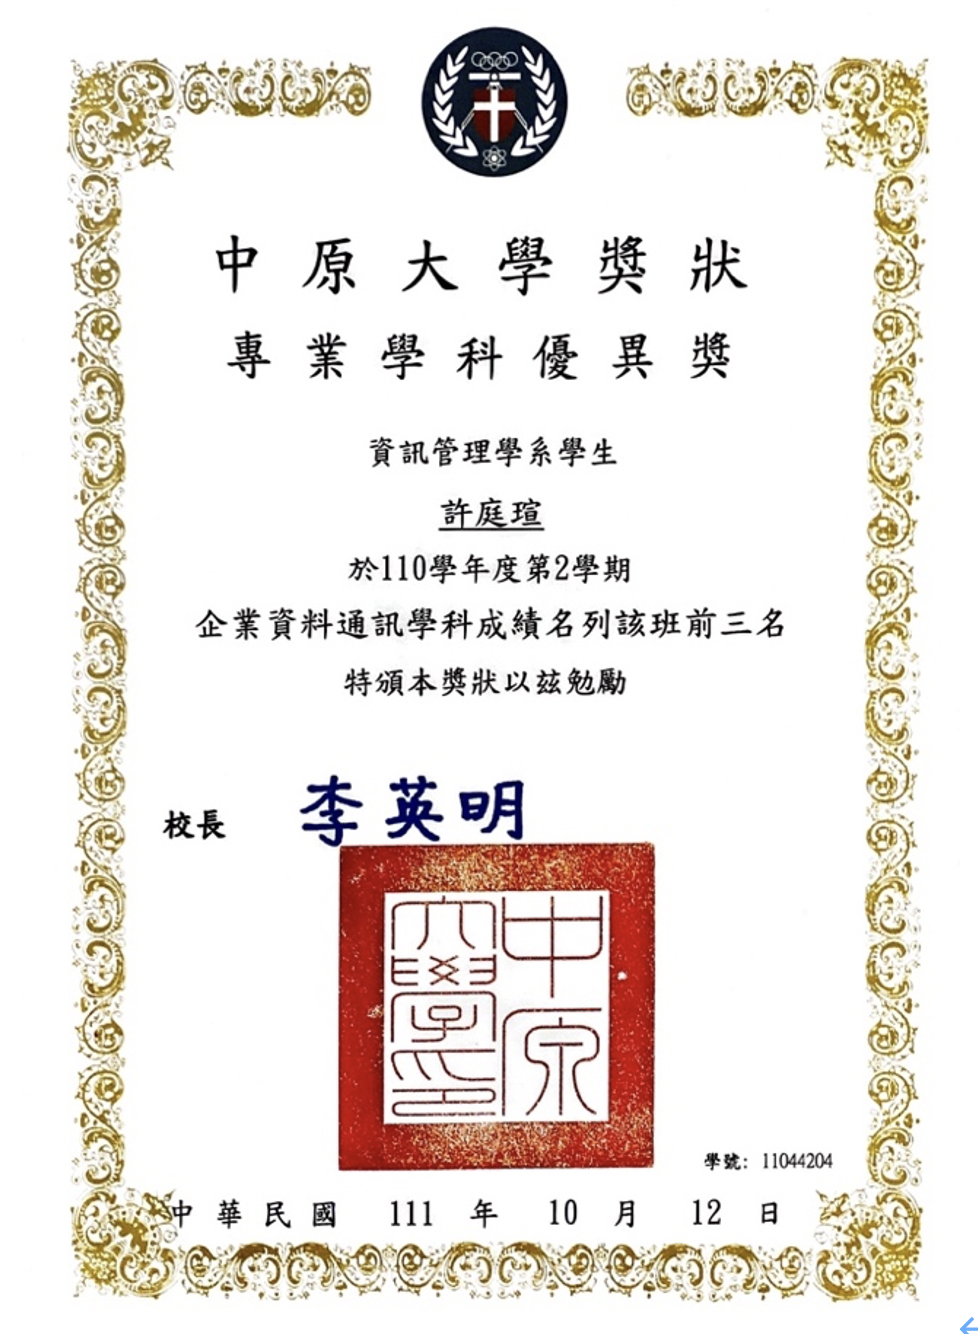 中原大學獎狀
專業學科優異獎
資訊管理學系學生
許庭瑄
於110學年度第2學期
企業資料通訊學科成績名列該班前三名
特頒本獎狀以茲勉勵
校長 李英明
中原大學印
學號: 11044204
中華民國 111 年 10 月 12 日